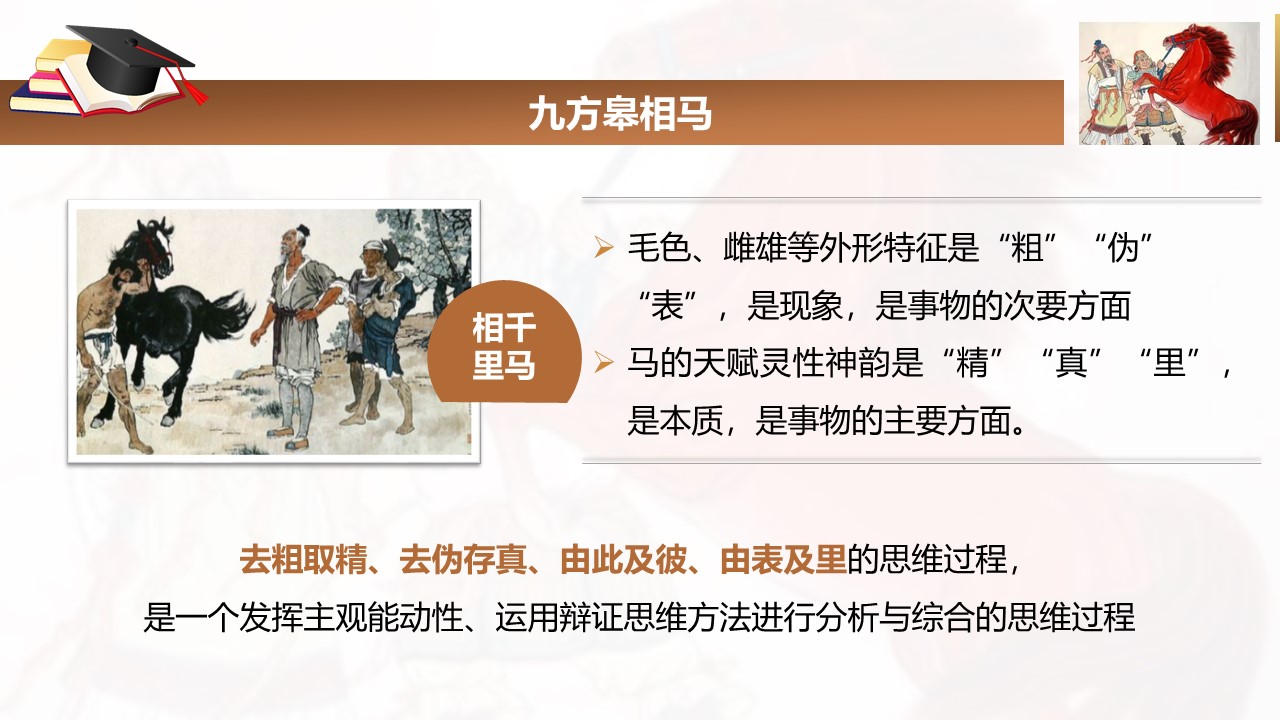 九方皋相马
相千
里马
毛色、雌雄等外形特征是“粗”“伪”
“表”，是现象，是事物的次要方面
马的天赋灵性神韵是“精”“真”“里”，
是本质，是事物的主要方面。
去粗取精、去伪存真、由此及彼、由表及里的思维过程，
是一个发挥主观能动性、运用辩证思维方法进行分析与综合的思维过程